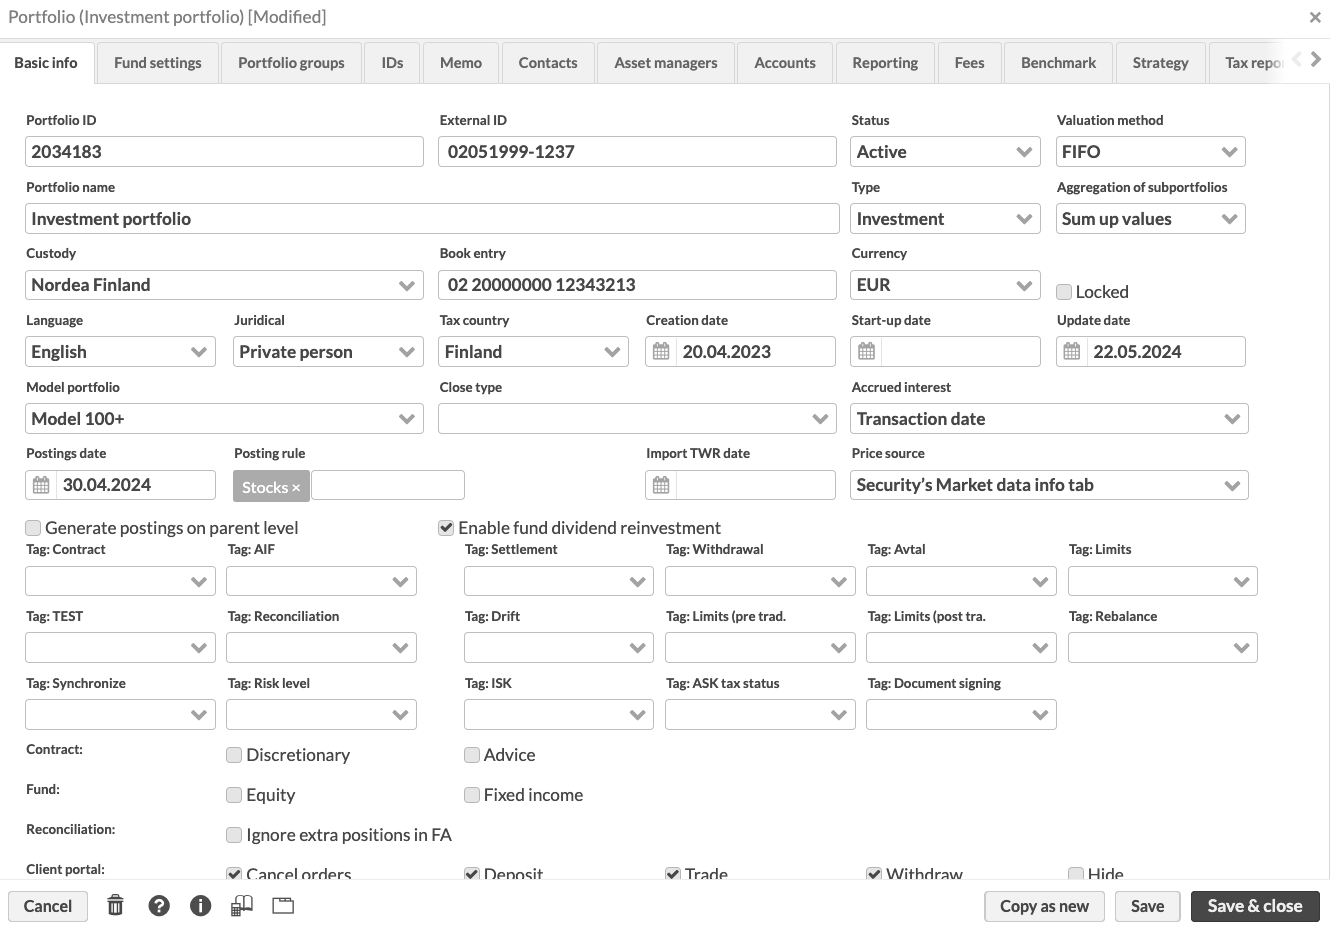 Portfolio (Investment portfolio) [Modified]
Basic info Fund settings Portfolio groups IDs Memo Contacts Asset managers Accounts Reporting Fees Benchmark Strategy Tax repo
Portfolio ID External ID Status Valuation method
2034183 02051999-1237 Active FIFO
Portfolio name Type Aggregation of subportfolios
Investment portfolio Investment Sum up values
Custody Book entry Currency
Nordea Finland 02 20000000 12343213 EUR Locked
Language Juridical Tax country Creation date Start-up date Update date
English Private person Finland 20.04.2023 22.05.2024
Model portfolio Close type Accrued interest
Model 100+ Transaction date
Postings date Posting rule Import TWR date Price source
30.04.2024 Stocks × Security's Market data info tab
Generate postings on parent level Enable fund dividend reinvestment
Tag: Contract Tag: AIF Tag: Settlement Tag: Withdrawal Tag: Avtal Tag: Limits
Tag: TEST Tag: Reconciliation Tag: Drift Tag: Limits (pre trad. Tag: Limits (post tra. Tag: Rebalance
Tag: Synchronize Tag: Risk level Tag: ISK Tag: ASK tax status Tag: Document signing
Contract: Discretionary Advice
Fund: Equity Fixed income
Reconciliation: Ignore extra positions in FA
Client portal: Cancel orders Deposit Trade Withdraw Hide
Cancel Copy as new Save Save & close